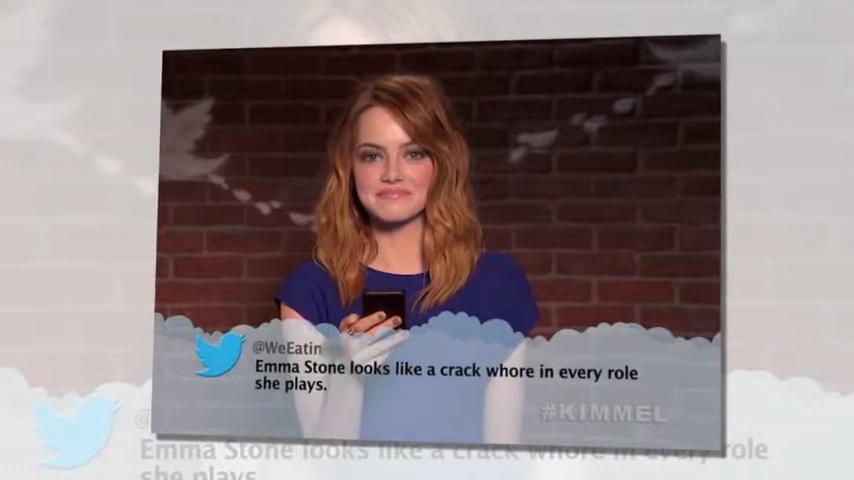 @WeEatin
Emma Stone looks like a crack whore in every role
she plays.
#KIMMEL
@
Emma Stone looks like a crack whore in every role
she plays.